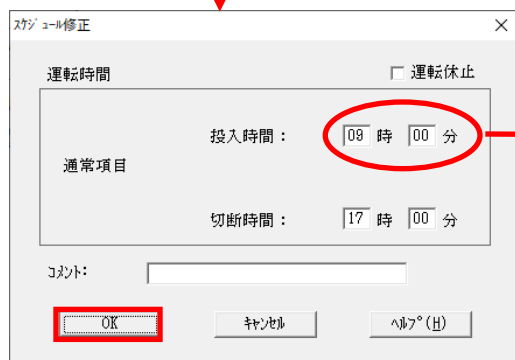 ｽｹｼﾞｭｰﾙ修正
運転時間 運転休止
投入時間： 09 時 00 分
通常項目
切断時間： 17 時 00 分
ｺﾒﾝﾄ:
OK ｷｬﾝｾﾙ ﾍﾙﾌﾟ(H)